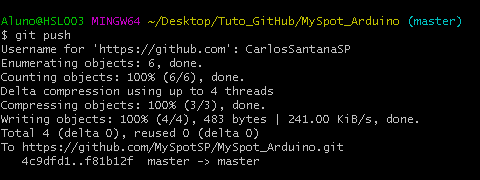 Aluno@HSL003 MINGW64 ~/Desktop/Tuto_GitHub/MySpot_Arduino (master)
$ git push
Username for 'https://github.com': CarlosSantanaSP
Enumerating objects: 6, done.
Counting objects: 100% (6/6), done.
Delta compression using up to 4 threads
Compressing objects: 100% (3/3), done.
Writing objects: 100% (4/4), 483 bytes | 241.00 KiB/s, done.
Total 4 (delta 0), reused 0 (delta 0)
To https://github.com/MySpotSP/MySpot_Arduino.git
   4c9dfd1..f81b12f  master -> master